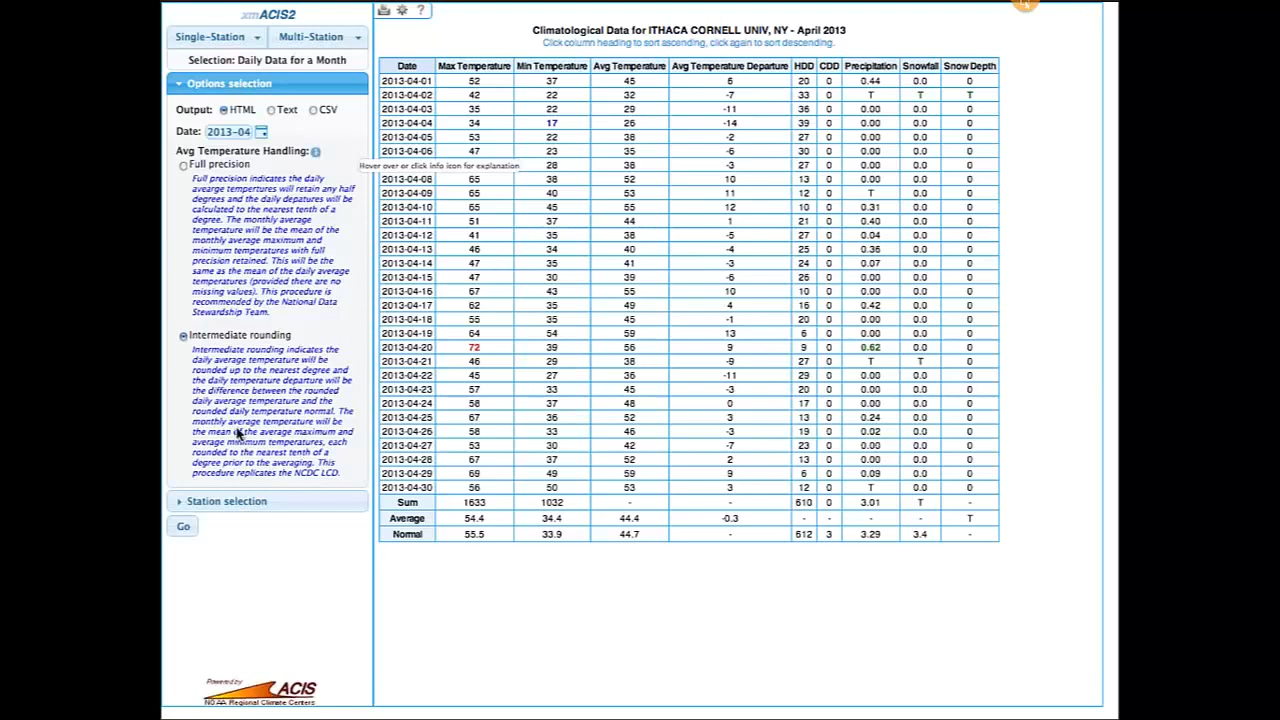 xmACIS2
Single-Station Multi-Station
Selection: Daily Data for a Month
Options selection
Output: HTML Text CSV
Date: 2013-04
Avg Temperature Handling:
Full precision
Full precision indicates the daily
avearge tempertures will retain any half
degrees and the daily depatures will be
calculated to the nearest tenth of a
degree. The monthly average
temperature will be the mean of the
monthly average maximum and
minimum temperatures with full
precision retained. This will be the
same as the mean of the daily average
temperatures (provided there are no
missing values). This procedure is
recommended by the National Data
Stewardship Team.
Intermediate rounding
Intermediate rounding indicates the
daily average temperature will be
rounded up to the nearest degree and
the daily temperature departure will be
the difference between the rounded
daily average temperature and the
rounded daily temperature normal. The
monthly average temperature will be
the mean of the average maximum and
average minimum temperatures, each
rounded to the nearest tenth of a
degree prior to the averaging. This
procedure replicates the NCDC LCD.
Station selection
Go
Powered by
ACIS
NOAA Regional Climate Centers
?
Climatological Data for ITHACA CORNELL UNIV, NY - April 2013
Click column heading to sort ascending, click again to sort descending.
Date Max Temperature Min Temperature Avg Temperature Avg Temperature Departure HDD CDD Precipitation Snowfall Snow Depth
2013-04-01 52 37 45 6 20 0 0.44 0.0 0
2013-04-02 42 22 32 -7 33 0 T T T
2013-04-03 35 22 29 -11 36 0 0.00 0.0 0
2013-04-04 34 17 26 -14 39 0 0.00 0.0 0
2013-04-05 53 22 38 -2 27 0 0.00 0.0 0
2013-04-06 47 23 35 -6 30 0 0.00 0.0 0
Hover over or click info icon for explanation 28 38 -3 27 0 0.00 0.0 0
2013-04-08 65 38 52 10 13 0 0.00 0.0 0
2013-04-09 65 40 53 11 12 0 T 0.0 0
2013-04-10 65 45 55 12 10 0 0.31 0.0 0
2013-04-11 51 37 44 1 21 0 0.40 0.0 0
2013-04-12 41 35 38 -5 27 0 0.04 0.0 0
2013-04-13 46 34 40 -4 25 0 0.36 0.0 0
2013-04-14 47 35 41 -3 24 0 0.07 0.0 0
2013-04-15 47 30 39 -6 26 0 0.00 0.0 0
2013-04-16 67 43 55 10 10 0 0.00 0.0 0
2013-04-17 62 35 49 4 16 0 0.42 0.0 0
2013-04-18 55 35 45 -1 20 0 0.00 0.0 0
2013-04-19 64 54 59 13 6 0 0.00 0.0 0
2013-04-20 72 39 56 9 9 0 0.62 0.0 0
2013-04-21 46 29 38 -9 27 0 T T 0
2013-04-22 45 27 36 -11 29 0 0.00 0.0 0
2013-04-23 57 33 45 -3 20 0 0.00 0.0 0
2013-04-24 58 37 48 0 17 0 0.00 0.0 0
2013-04-25 67 36 52 3 13 0 0.24 0.0 0
2013-04-26 58 33 46 -3 19 0 0.02 0.0 0
2013-04-27 53 30 42 -7 23 0 0.00 0.0 0
2013-04-28 67 37 52 2 13 0 0.00 0.0 0
2013-04-29 69 49 59 9 6 0 0.09 0.0 0
2013-04-30 56 50 53 3 12 0 T 0.0 0
Sum 1633 1032 - - 610 0 3.01 T -
Average 54.4 34.4 44.4 -0.3 - - - - T
Normal 55.5 33.9 44.7 - 612 3 3.29 3.4 -